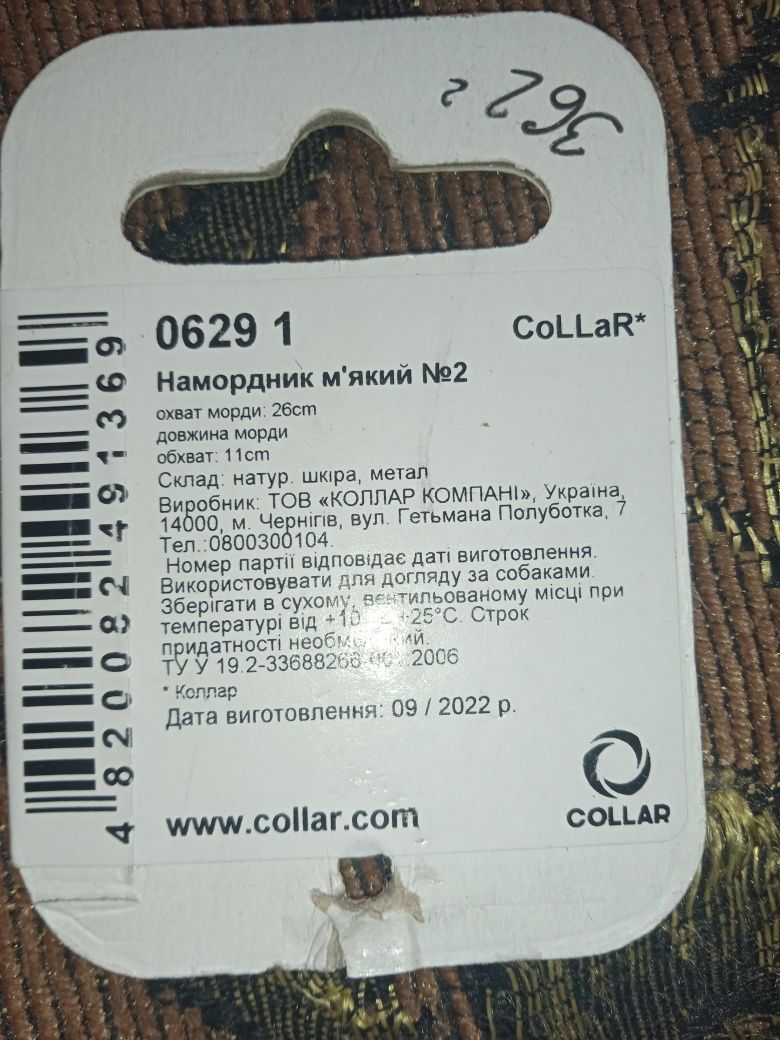 362 г
0629 1
CoLLaR*
Намордник м'який №2
охват морди: 26cm
довжина морди
обхват: 11cm
Склад: натур. шкіра, метал
Виробник: ТОВ «КОЛЛАР КОМПАНІ», Україна,
14000, м. Чернігів, вул. Гетьмана Полуботка, 7
Тел.:0800300104.
Номер партії відповідає даті виготовлення.
Використовувати для догляду за собаками.
Зберігати в сухому, вентильованому місці при
температурі від +10 +25°C. Строк
придатності
ТУ У 19.2-33688266 2006
* Коллар
Дата виготовлення: 09 / 2022 р.
www.collar.com
COLLAR
4 820082 491369